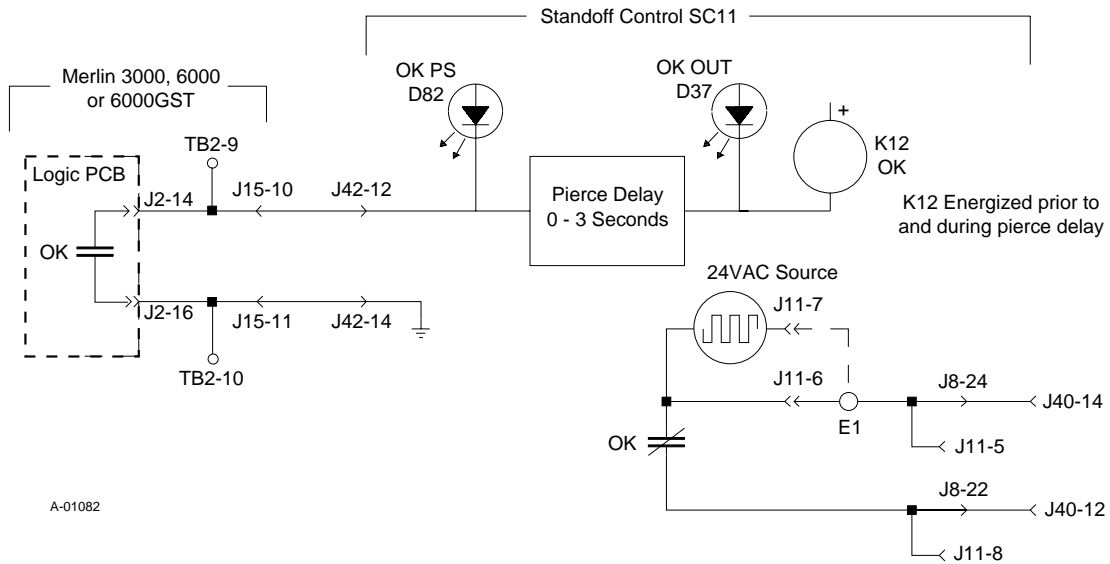 Standoff Control SC11
Merlin 3000, 6000
or 6000GST
OK PS
D82
OK OUT
D37
+
K12
OK
TB2-9
Logic PCB
J2-14
J15-10
J42-12
Pierce Delay
0 - 3 Seconds
K12 Energized prior to
and during pierce delay
OK
J2-16
J15-11
J42-14
TB2-10
24VAC Source
J11-7
J11-6
E1
J8-24
J40-14
J11-5
OK
J8-22
J40-12
J11-8
A-01082